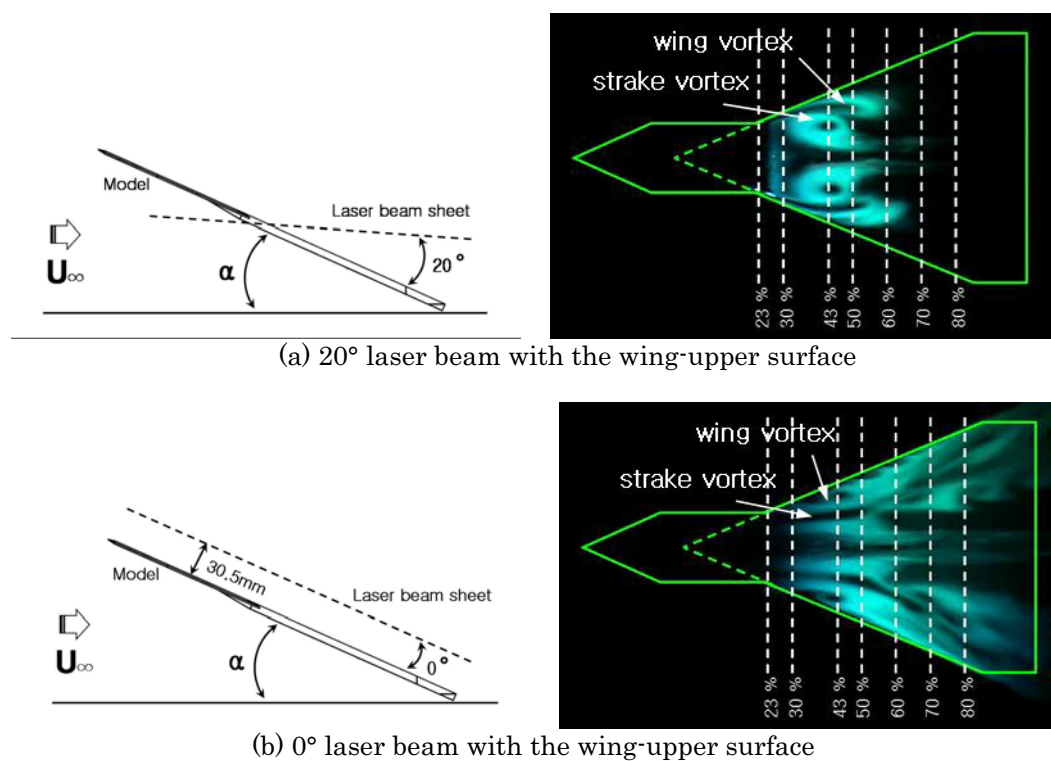 wing vortex
strake vortex
Model
Laser beam sheet
U∞
α
20°
23 %
30 %
43 %
50 %
60 %
70 %
80 %
(a) 20° laser beam with the wing-upper surface
wing vortex
strake vortex
30.5mm
Model
Laser beam sheet
U∞
α
0°
23 %
30 %
43 %
50 %
60 %
70 %
80 %
(b) 0° laser beam with the wing-upper surface